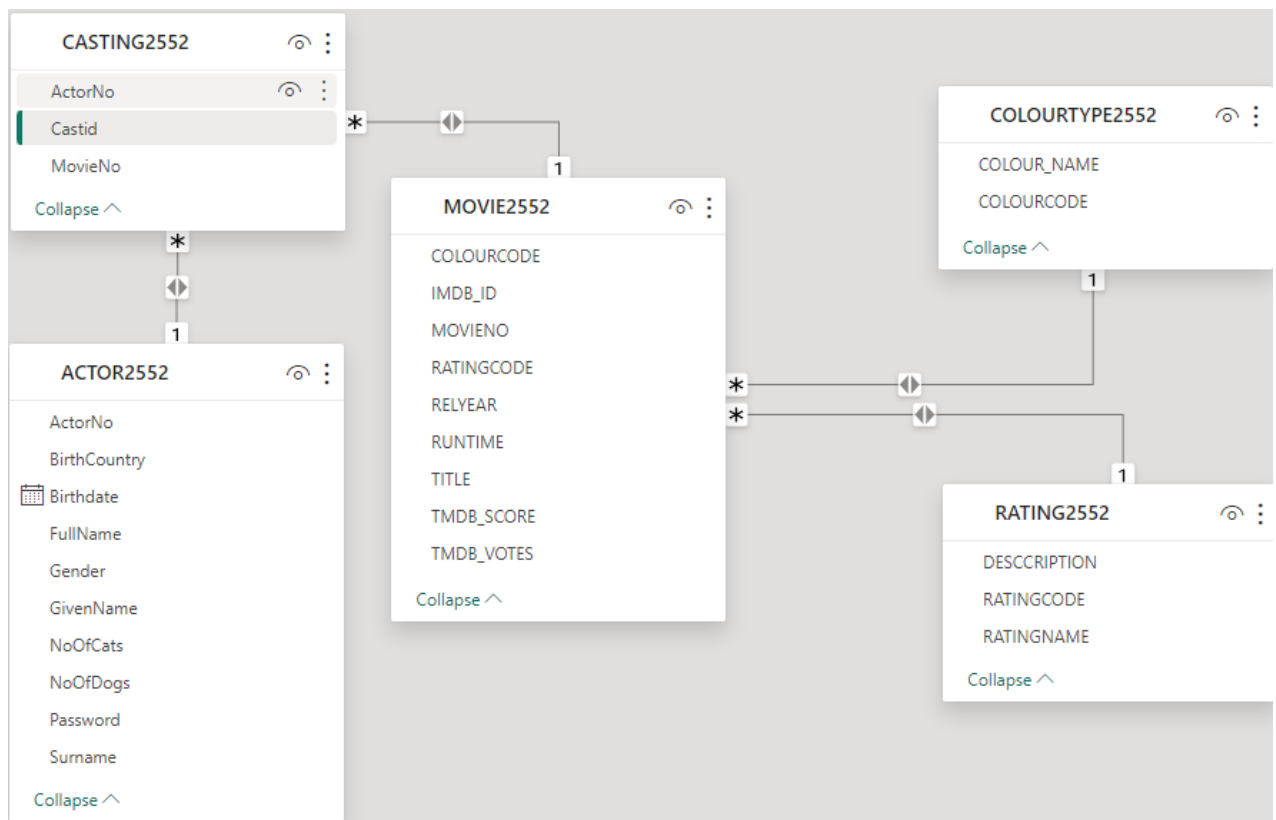 CASTING2552
ActorNo
Castid
MovieNo
Collapse
*
1
*
1
ACTOR2552
ActorNo
BirthCountry
Birthdate
FullName
Gender
GivenName
NoOfCats
NoOfDogs
Password
Surname
Collapse
MOVIE2552
COLOURCODE
IMDB_ID
MOVIENO
RATINGCODE
RELYEAR
RUNTIME
TITLE
TMDB_SCORE
TMDB_VOTES
Collapse
COLOURTYPE2552
COLOUR_NAME
COLOURCODE
Collapse
1
*
*
1
RATING2552
DESCCRIPTION
RATINGCODE
RATINGNAME
Collapse